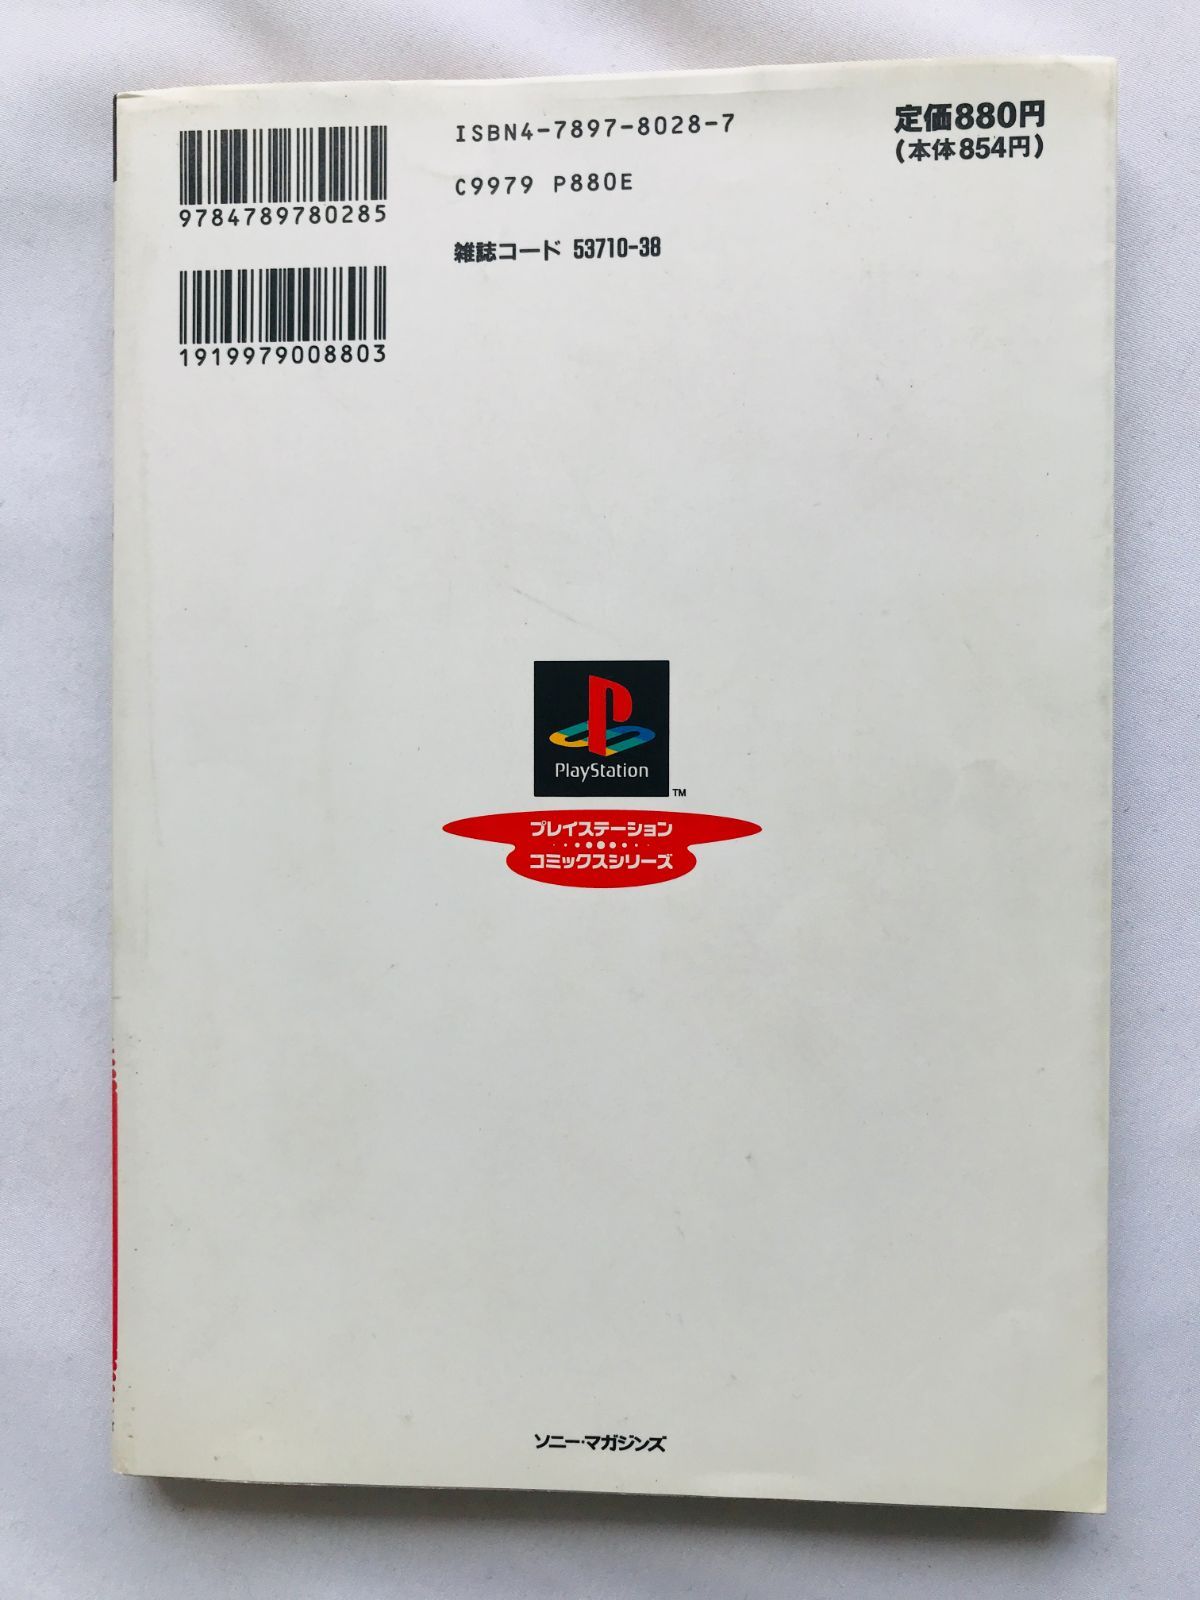 9784789780285
1919979008803
ISBN4-7897-8028-7
C9979 P880E
雑誌コード 53710-38
定価880円
(本体854円)
PlayStation
TM
プレイステーション
コミックスシリーズ
ソニー・マガジンズ